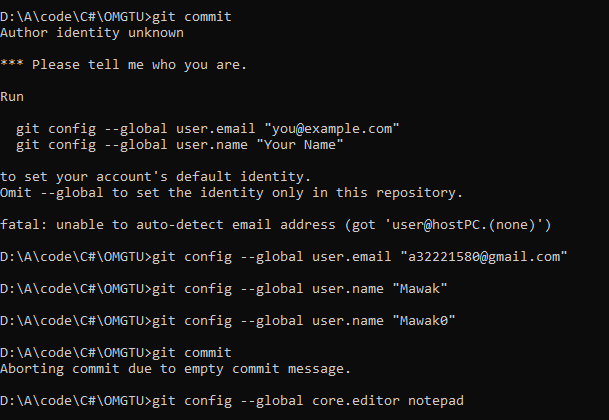 D:\A\code\C#\OMGTU>git commit
Author identity unknown
*** Please tell me who you are.
Run
git config --global user.email "you@example.com"
git config --global user.name "Your Name"
to set your account's default identity.
Omit --global to set the identity only in this repository.
fatal: unable to auto-detect email address (got 'user@hostPC.(none)')
D:\A\code\C#\OMGTU>git config --global user.email "a32221580@gmail.com"
D:\A\code\C#\OMGTU>git config --global user.name "Mawak"
D:\A\code\C#\OMGTU>git config --global user.name "Mawak0"
D:\A\code\C#\OMGTU>git commit
Aborting commit due to empty commit message.
D:\A\code\C#\OMGTU>git config --global core.editor notepad